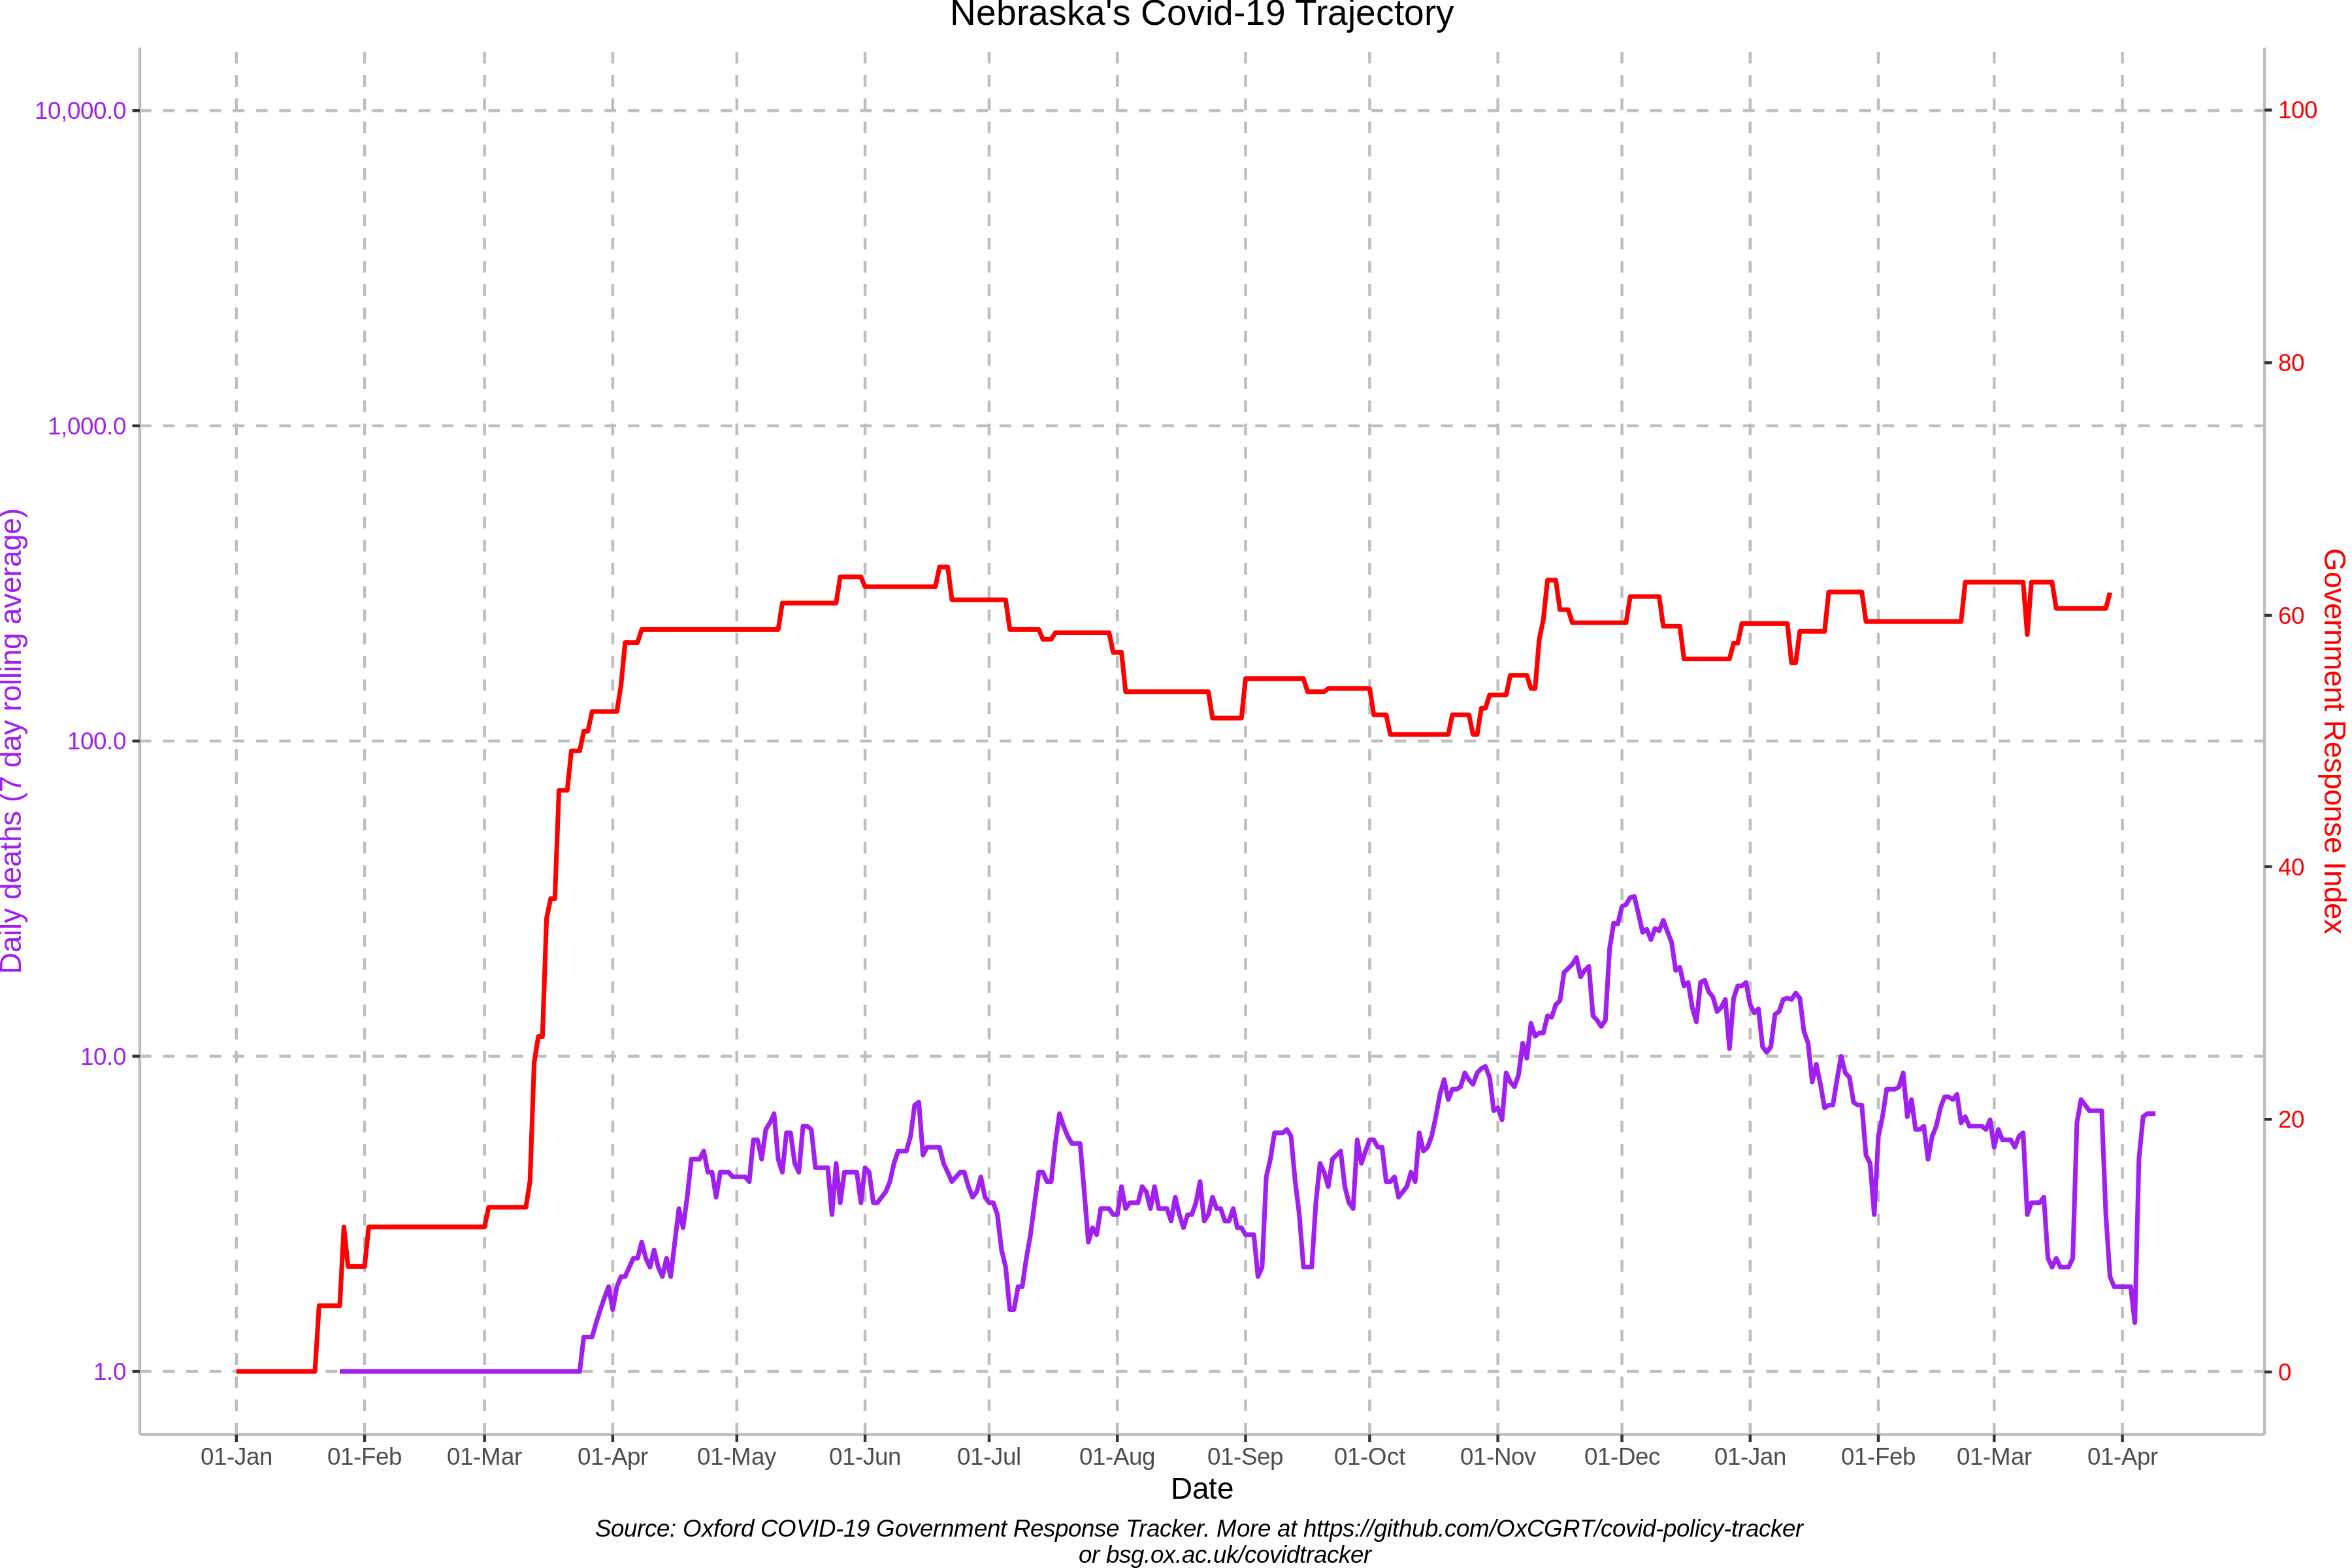 Nebraska's Covid-19 Trajectory
10,000.0
1,000.0
100.0
10.0
1.0
Daily deaths (7 day rolling average)
100
80
60
40
20
0
Government Response Index
01-Jan 01-Feb 01-Mar 01-Apr 01-May 01-Jun 01-Jul 01-Aug 01-Sep 01-Oct 01-Nov 01-Dec 01-Jan 01-Feb 01-Mar 01-Apr
Date
Source: Oxford COVID-19 Government Response Tracker. More at https://github.com/OxCGRT/covid-policy-tracker
or bsg.ox.ac.uk/covidtracker